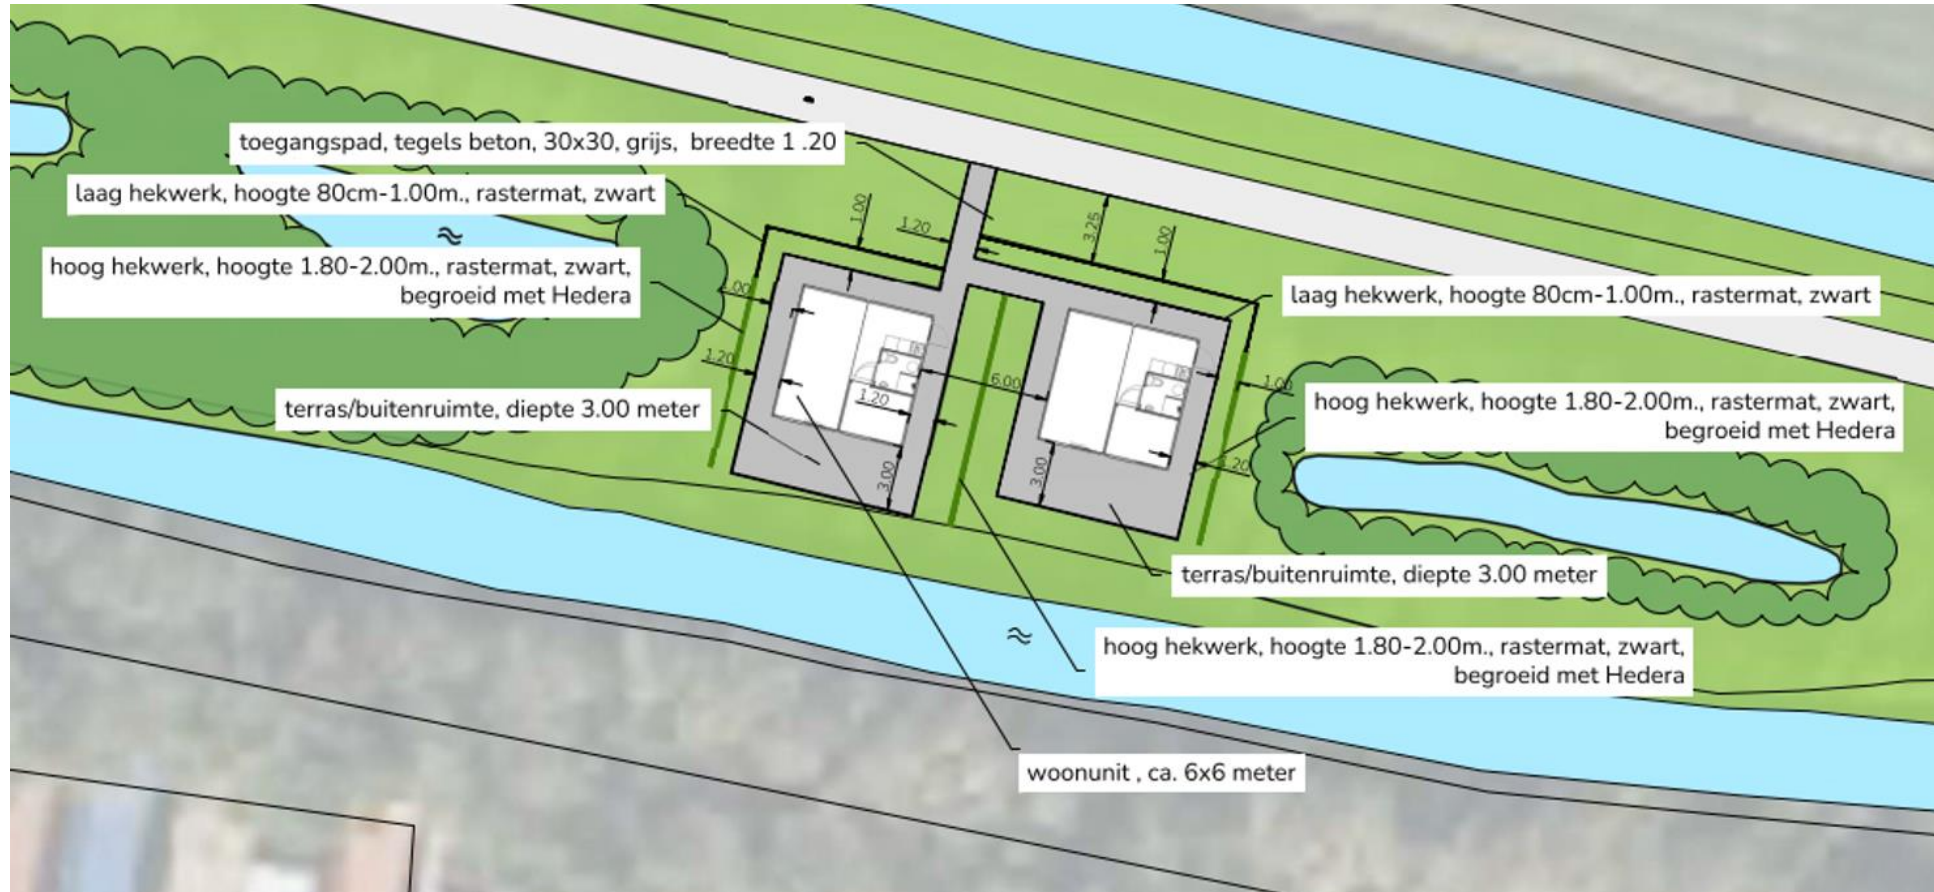 toegangspad, tegels beton, 30x30, grijs, breedte 1 .20
laag hekwerk, hoogte 80cm-1.00m., rastermat, zwart
hoog hekwerk, hoogte 1.80-2.00m., rastermat, zwart,
begroeid met Hedera
terras/buitenruimte, diepte 3.00 meter
1.00
1.20
3.25
1.00
1.20
1.20
3.00
6.00
3.00
1.00
laag hekwerk, hoogte 80cm-1.00m., rastermat, zwart
hoog hekwerk, hoogte 1.80-2.00m., rastermat, zwart,
begroeid met Hedera
terras/buitenruimte, diepte 3.00 meter
hoog hekwerk, hoogte 1.80-2.00m., rastermat, zwart,
begroeid met Hedera
woonunit , ca. 6x6 meter